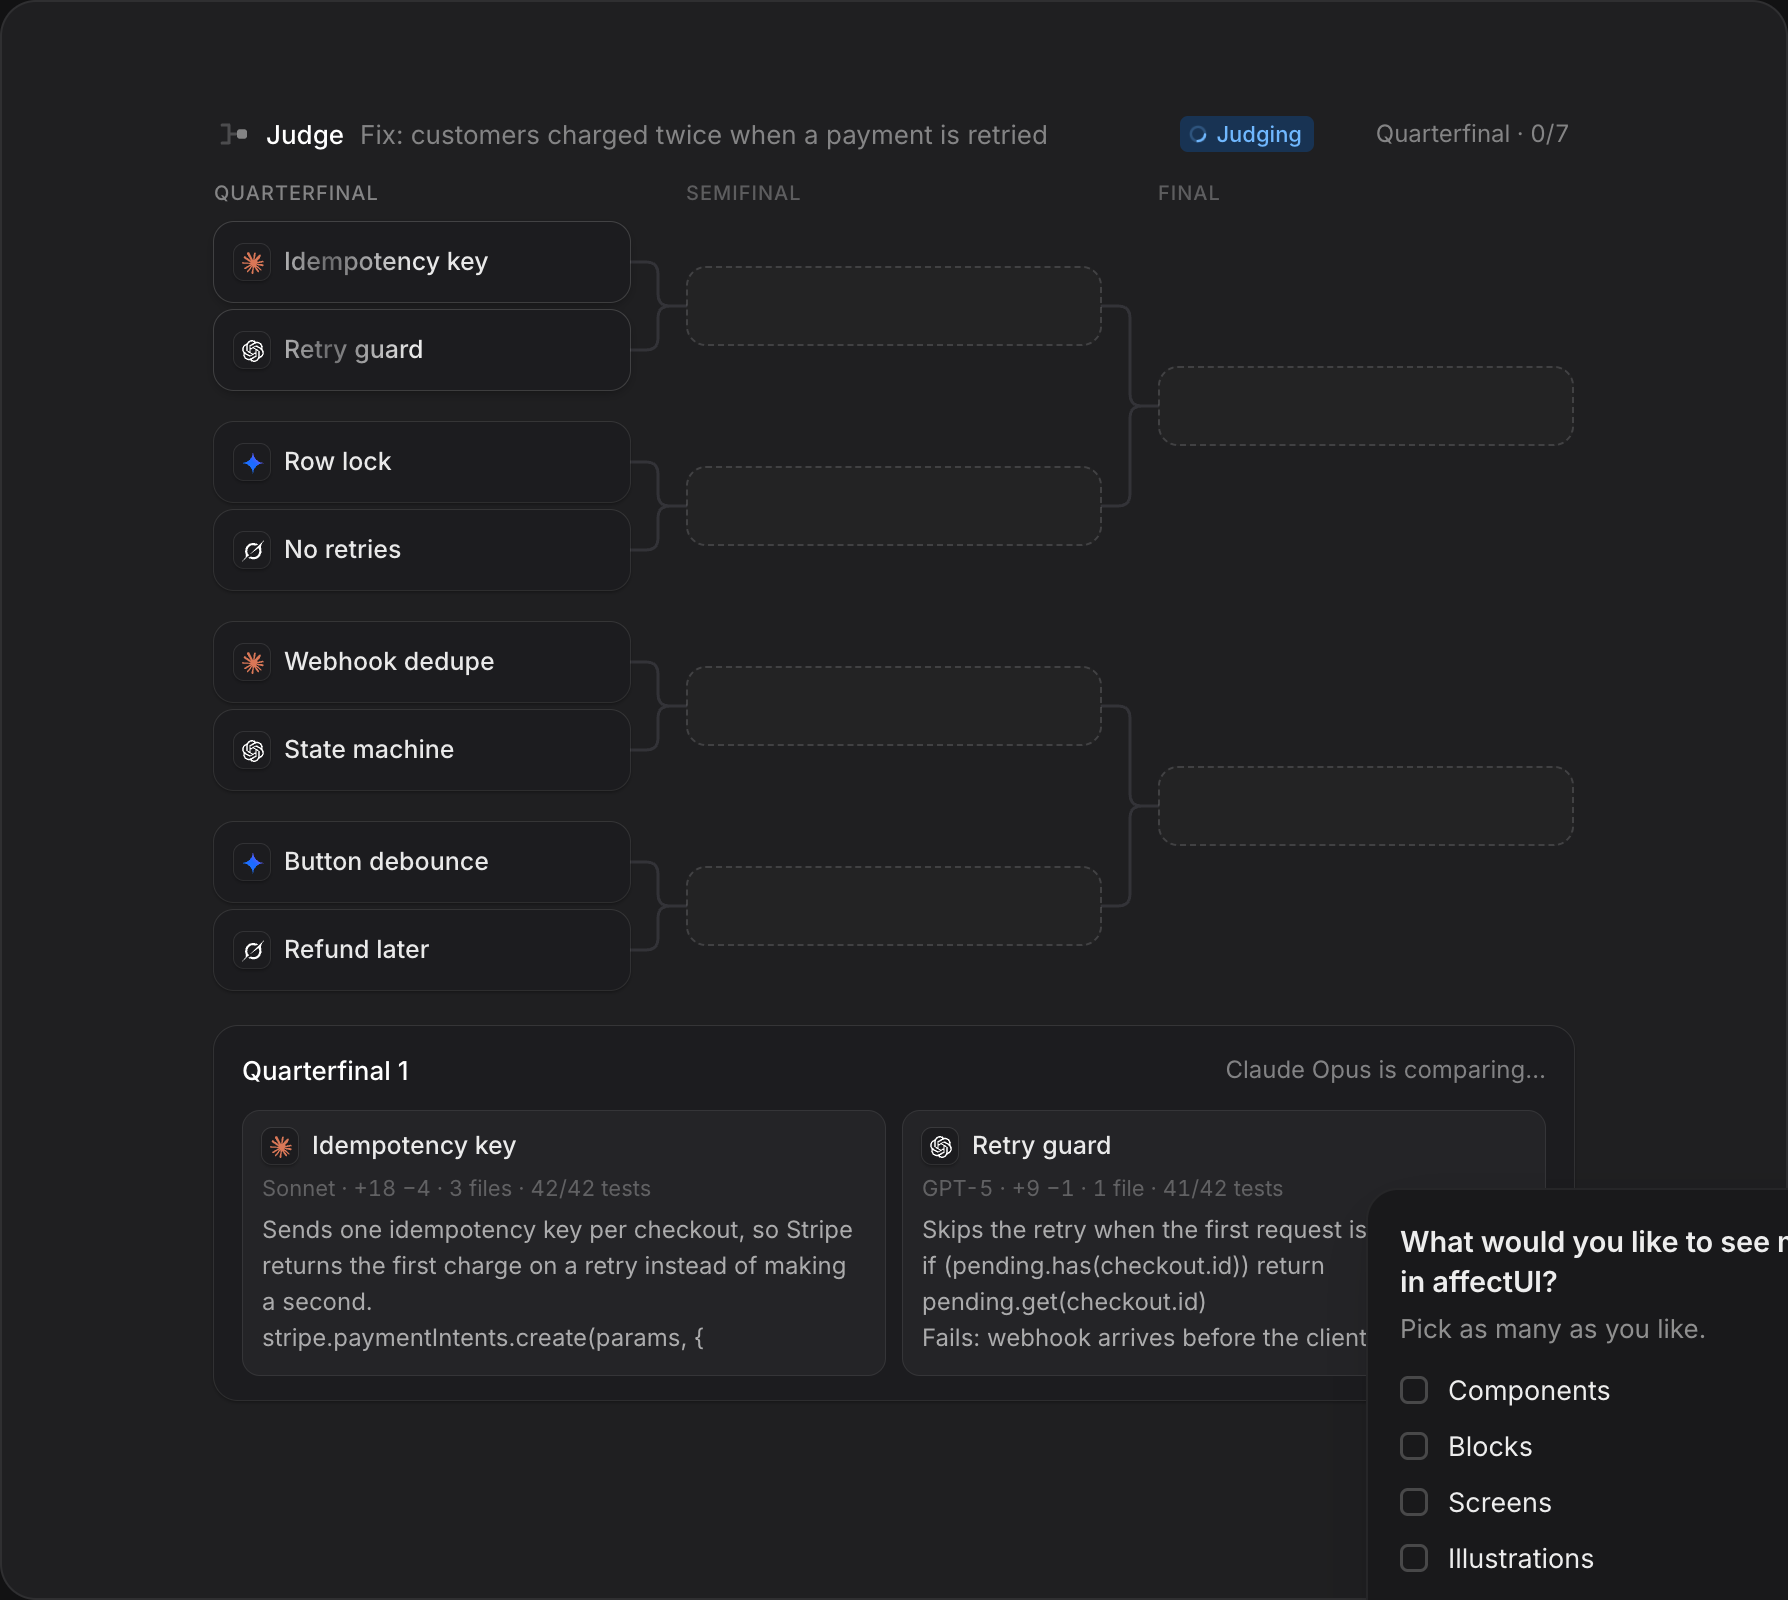 Judge Fix: customers charged twice when a payment is retried
Judging
Quarterfinal · 0/7
QUARTERFINAL
SEMIFINAL
FINAL
Idempotency key
Retry guard
Row lock
No retries
Webhook dedupe
State machine
Button debounce
Refund later
Quarterfinal 1
Claude Opus is comparing...
Idempotency key
Sonnet · +18 −4 · 3 files · 42/42 tests
Sends one idempotency key per checkout, so Stripe
returns the first charge on a retry instead of making
a second.
stripe.paymentIntents.create(params, {
Retry guard
GPT-5 · +9 −1 · 1 file · 41/42 tests
Skips the retry when the first request is
if (pending.has(checkout.id)) return
pending.get(checkout.id)
Fails: webhook arrives before the client
What would you like to see
in affectUI?
Pick as many as you like.
Components
Blocks
Screens
Illustrations